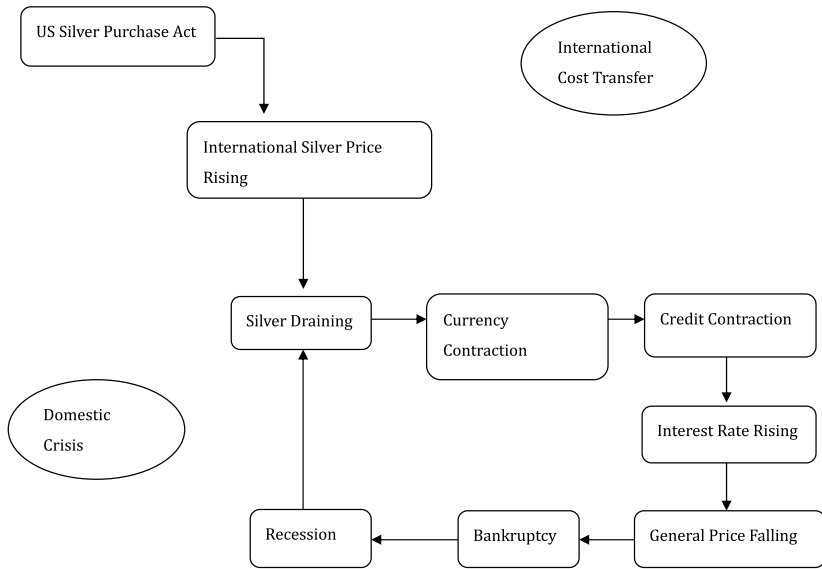 US Silver Purchase Act
International
Cost Transfer
International Silver Price
Rising
Silver Draining
Currency
Contraction
Credit Contraction
Domestic
Crisis
Interest Rate Rising
Recession
Bankruptcy
General Price Falling